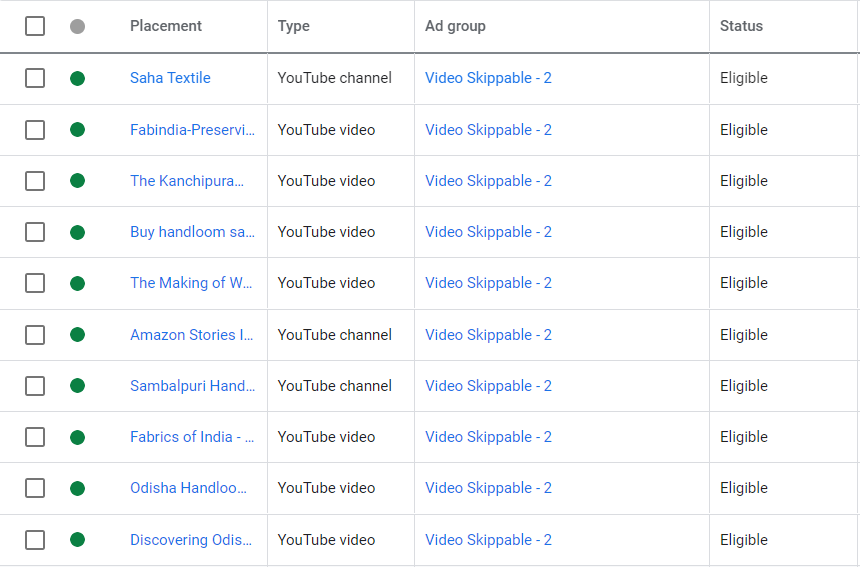 Placement Type Ad group Status
Saha Textile YouTube channel Video Skippable - 2 Eligible
Fabindia-Preservi... YouTube video Video Skippable - 2 Eligible
The Kanchipura... YouTube video Video Skippable - 2 Eligible
Buy handloom sa... YouTube video Video Skippable - 2 Eligible
The Making of W... YouTube video Video Skippable - 2 Eligible
Amazon Stories I... YouTube channel Video Skippable - 2 Eligible
Sambalpuri Hand... YouTube channel Video Skippable - 2 Eligible
Fabrics of India - ... YouTube video Video Skippable - 2 Eligible
Odisha Handloo... YouTube video Video Skippable - 2 Eligible
Discovering Odis... YouTube video Video Skippable - 2 Eligible